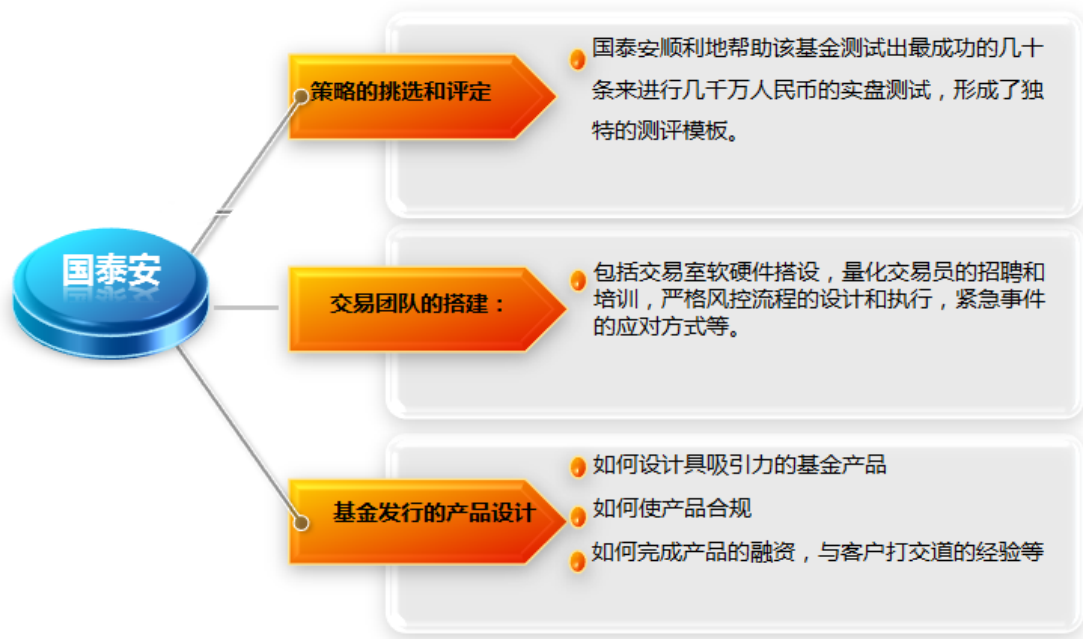 国泰安
策略的挑选和评定
国泰安顺利地帮助该基金测试出最成功的几十
条来进行几千万人民币的实盘测试，形成了独
特的测评模板。
交易团队的搭建：
包括交易室软硬件搭设，量化交易员的招聘和
培训，严格风控流程的设计和执行，紧急事件
的应对方式等。
基金发行的产品设计
如何设计具吸引力的基金产品
如何使产品合规
如何完成产品的融资，与客户打交道的经验等